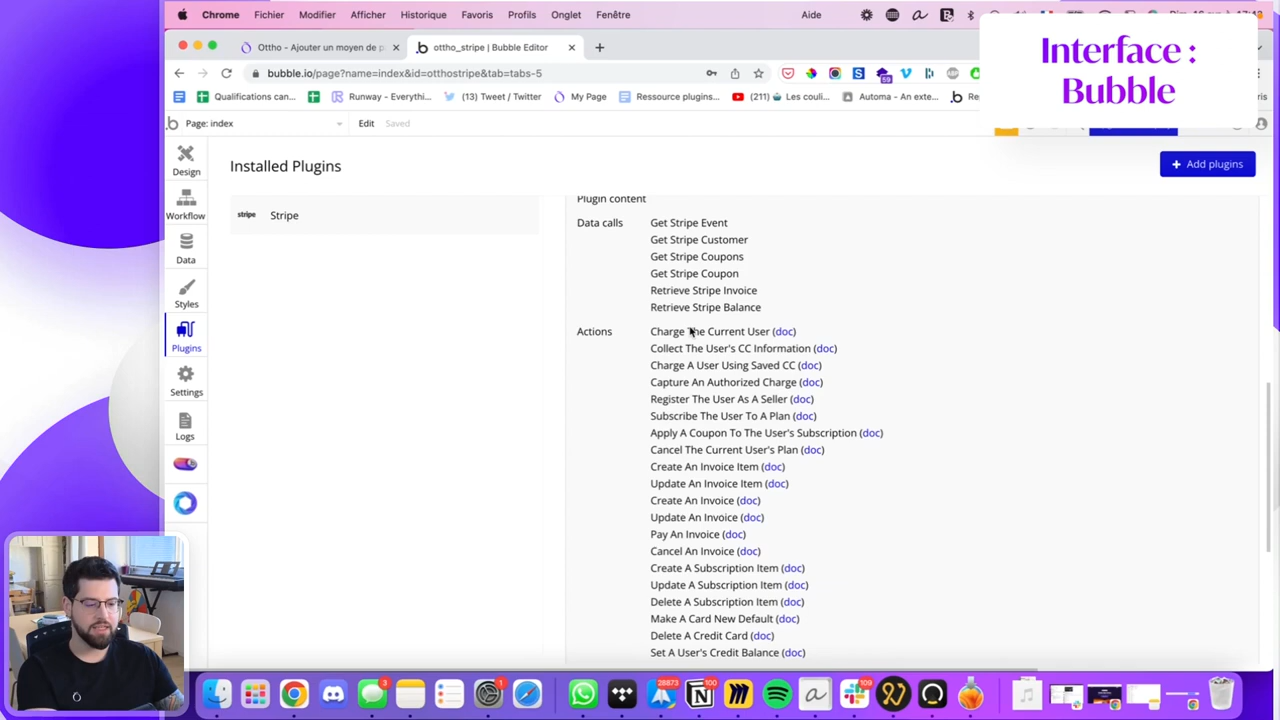 Chrome Fichier Modifier Afficher Historique Favoris Profils Onglet Fenêtre Aide
Interface :
Bubble
Ottho - Ajouter un moyen de p
ottho_stripe | Bubble Editor
bubble.io/page?name=index&id=otthostripe&tab=tabs-5
Qualifications can...
Runway - Everythi...
(13) Tweet / Twitter
My Page
Ressource plugins...
(211) Les couli...
Automa - An exte...
Page: index
Edit
Saved
Design
Workflow
Data
Styles
Plugins
Settings
Logs
Installed Plugins
+ Add plugins
stripe Stripe
Plugin content
Data calls
Get Stripe Event
Get Stripe Customer
Get Stripe Coupons
Get Stripe Coupon
Retrieve Stripe Invoice
Retrieve Stripe Balance
Actions
Charge The Current User (doc)
Collect The User's CC Information (doc)
Charge A User Using Saved CC (doc)
Capture An Authorized Charge (doc)
Register The User As A Seller (doc)
Subscribe The User To A Plan (doc)
Apply A Coupon To The User's Subscription (doc)
Cancel The Current User's Plan (doc)
Create An Invoice Item (doc)
Update An Invoice Item (doc)
Create An Invoice (doc)
Update An Invoice (doc)
Pay An Invoice (doc)
Cancel An Invoice (doc)
Create A Subscription Item (doc)
Update A Subscription Item (doc)
Delete A Subscription Item (doc)
Make A Card New Default (doc)
Delete A Credit Card (doc)
Set A User's Credit Balance (doc)
3
1
28873
100
109